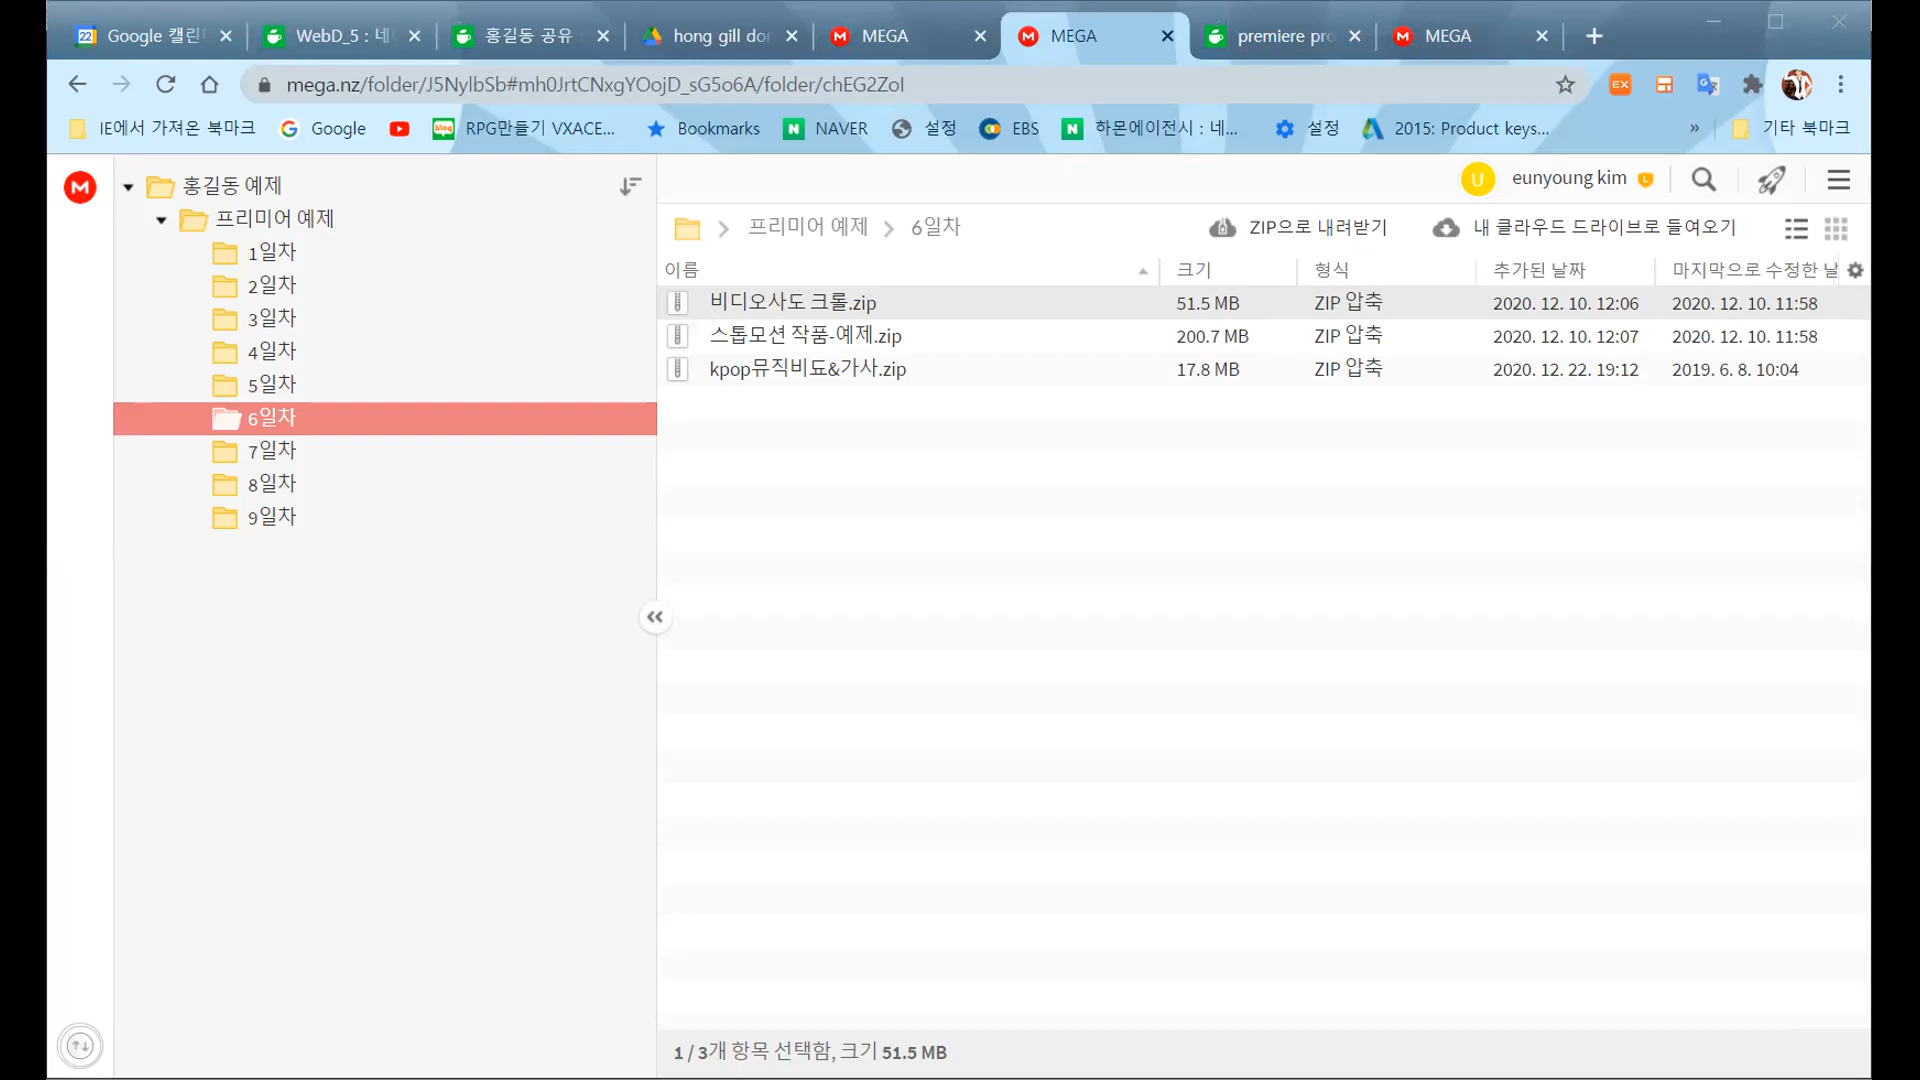 Google 캘린
WebD_5 : 네
홍길동 공유
hong gill do
MEGA
MEGA
premiere pr
MEGA
mega.nz/folder/J5NylbSb#mh0JrtCNxgYOojD_sG5o6A/folder/chEG2ZoI
EX
IE에서 가져온 북마크
Google
blog
RPG만들기 VXACE...
Bookmarks
N NAVER
설정
EBS
N 하몬에이전시 : 네...
설정
2015: Product keys...
»
기타 북마크
M
홍길동 예제
프리미어 예제
1일차
2일차
3일차
4일차
5일차
6일차
7일차
8일차
9일차
U eunyoung kim
프리미어 예제 > 6일차
ZIP으로 내려받기
내 클라우드 드라이브로 들여오기
이름 크기 형식 추가된 날짜 마지막으로 수정한 날
비디오사도 크롤.zip 51.5 MB ZIP 압축 2020. 12. 10. 12:06 2020. 12. 10. 11:58
스톱모션 작품-예제.zip 200.7 MB ZIP 압축 2020. 12. 10. 12:07 2020. 12. 10. 11:58
kpop뮤직비됴&가사.zip 17.8 MB ZIP 압축 2020. 12. 22. 19:12 2019. 6. 8. 10:04
1 / 3개 항목 선택함, 크기 51.5 MB